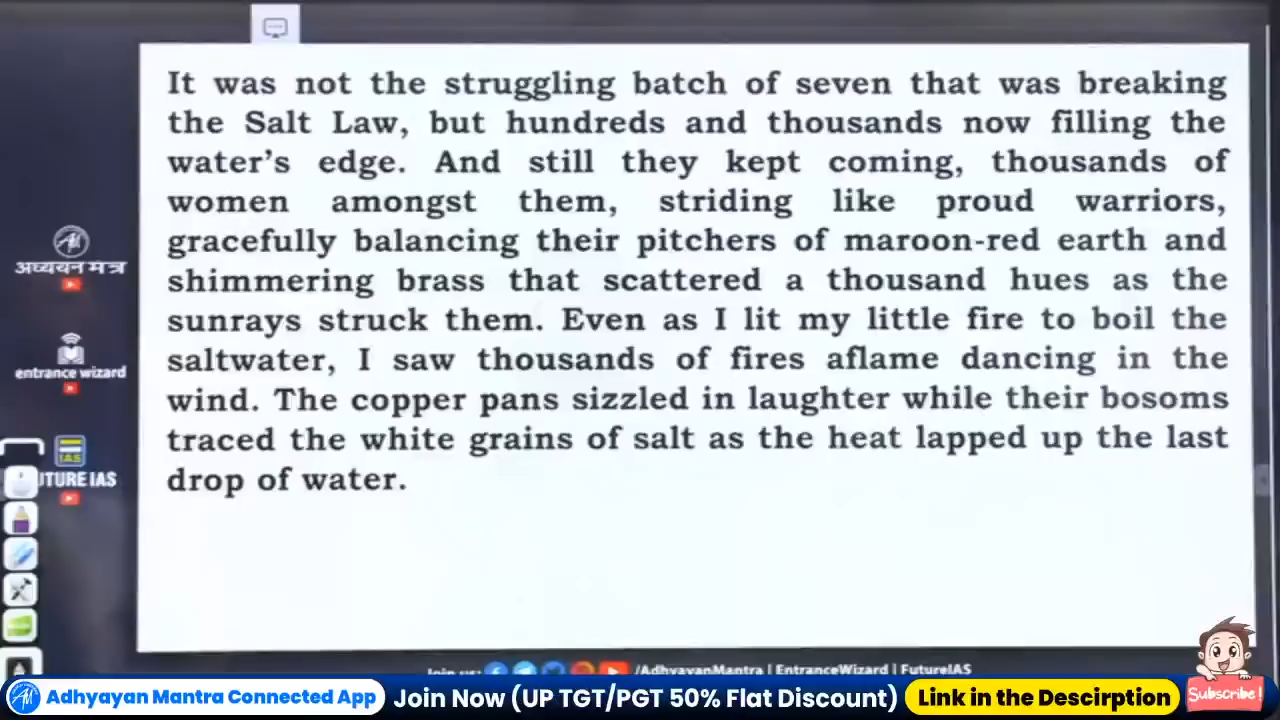 It was not the struggling batch of seven that was breaking
the Salt Law, but hundreds and thousands now filling the
water's edge. And still they kept coming, thousands of
women amongst them, striding like proud warriors,
gracefully balancing their pitchers of maroon-red earth and
shimmering brass that scattered a thousand hues as the
sunrays struck them. Even as I lit my little fire to boil the
saltwater, I saw thousands of fires aflame dancing in the
wind. The copper pans sizzled in laughter while their bosoms
traced the white grains of salt as the heat lapped up the last
drop of water.
अध्ययन मंत्र
entrance wizard
IAS
UTURE IAS
Join us: /AdhyayanMantra | EntranceWizard | FutureIAS
Adhyayan Mantra Connected App
Join Now (UP TGT/PGT 50% Flat Discount)
Link in the Descirption
Subscribe!